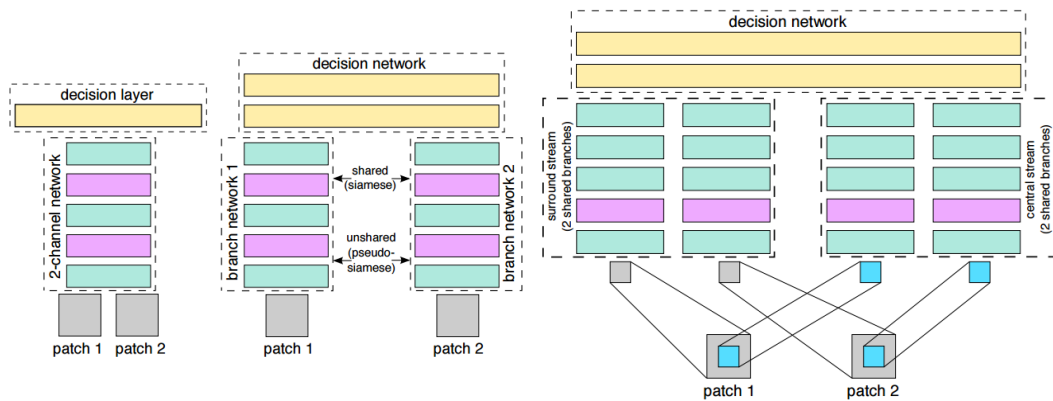 decision layer
2-channel network
patch 1
patch 2
decision network
branch network 1
shared
(siamese)
unshared
(pseudo-
siamese)
branch network 2
patch 1
patch 2
decision network
surround stream
(2 shared branches)
central stream
(2 shared branches)
patch 1
patch 2